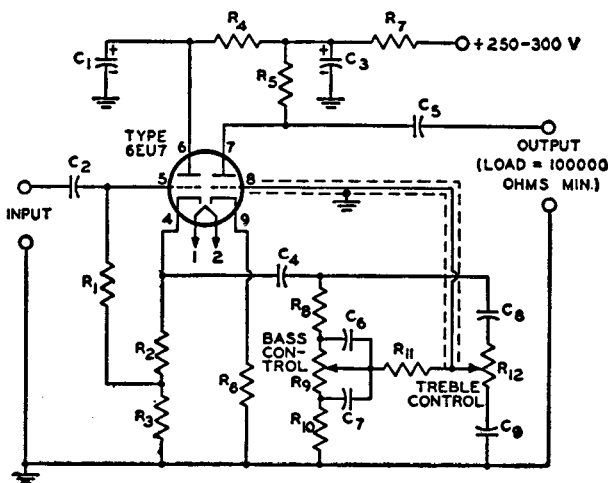 R4
R7
+250-300 V
C1
+
-
R5
+
-
C3
C5
TYPE
6EU7
6
7
OUTPUT
(LOAD = 100000
OHMS MIN.)
C2
5
8
INPUT
4
9
1
2
R1
C4
R2
R8
C6
C8
BASS
CON-
TROL
R11
R12
R9
TREBLE
CONTROL
R3
R6
C7
R10
C9